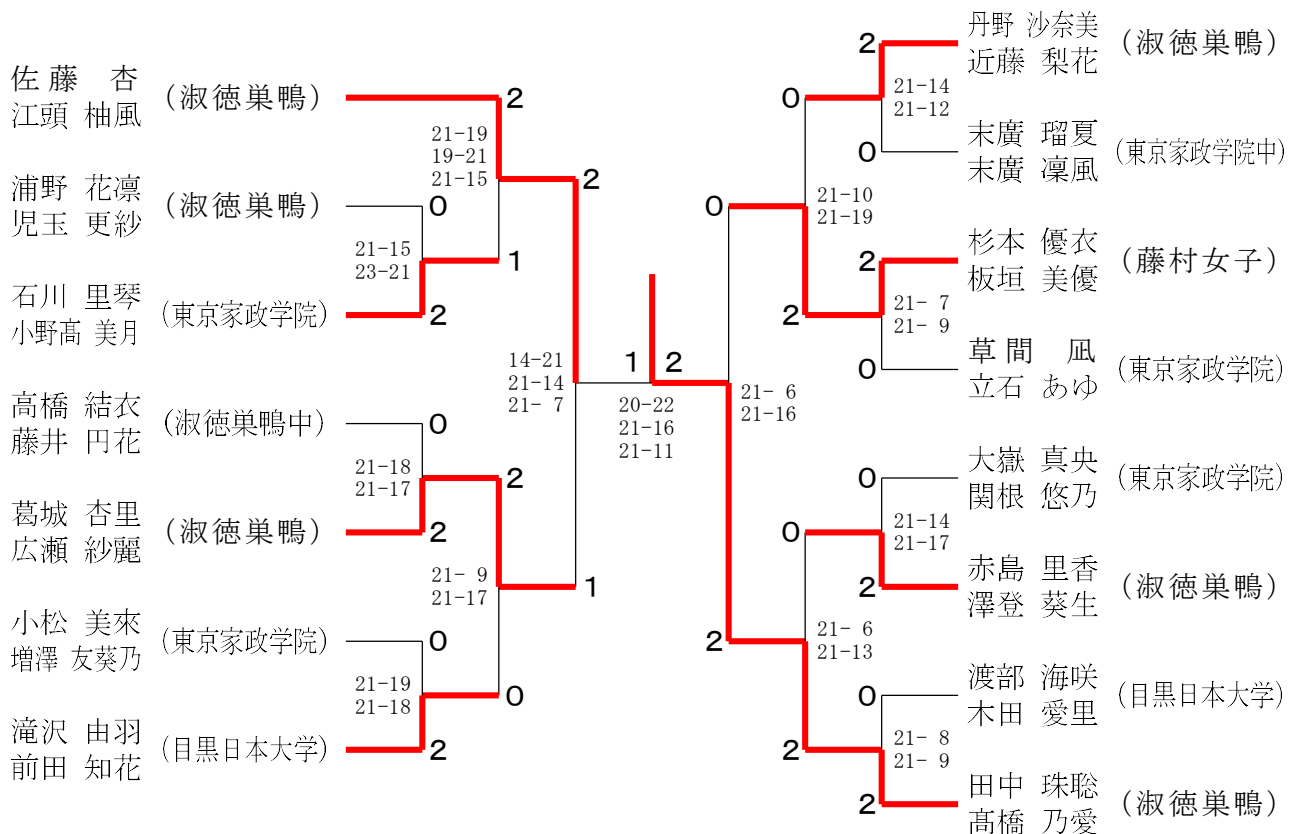 佐藤 杏
江頭 柚風
(淑徳巣鴨)
2
21-19
19-21
21-15
2
浦野 花凛
児玉 更紗
(淑徳巣鴨)
0
21-15
23-21
1
石川 里琴
小野髙 美月
(東京家政学院)
2
14-21
21-14
21- 7
高橋 結衣
藤井 円花
(淑徳巣鴨中)
0
21-18
21-17
2
葛城 杏里
広瀬 紗麗
(淑徳巣鴨)
2
21- 9
21-17
1
小松 美來
増澤 友葵乃
(東京家政学院)
0
21-19
21-18
0
滝沢 由羽
前田 知花
(目黒日本大学)
2
1 2
20-22
21-16
21-11
丹野 沙奈美
近藤 梨花
(淑徳巣鴨)
2
0
21-14
21-12
末廣 瑠夏
末廣 凜風
(東京家政学院中)
0
0
21-10
21-19
杉本 優衣
板垣 美優
(藤村女子)
2
2
21- 7
21- 9
草間 凪
立石 あゆ
(東京家政学院)
0
21- 6
21-16
大嶽 真央
関根 悠乃
(東京家政学院)
0
0
21-14
21-17
赤島 里香
澤登 葵生
(淑徳巣鴨)
2
2
21- 6
21-13
渡部 海咲
木田 愛里
(目黒日本大学)
0
2
21- 8
21- 9
田中 珠聡
髙橋 乃愛
(淑徳巣鴨)
2